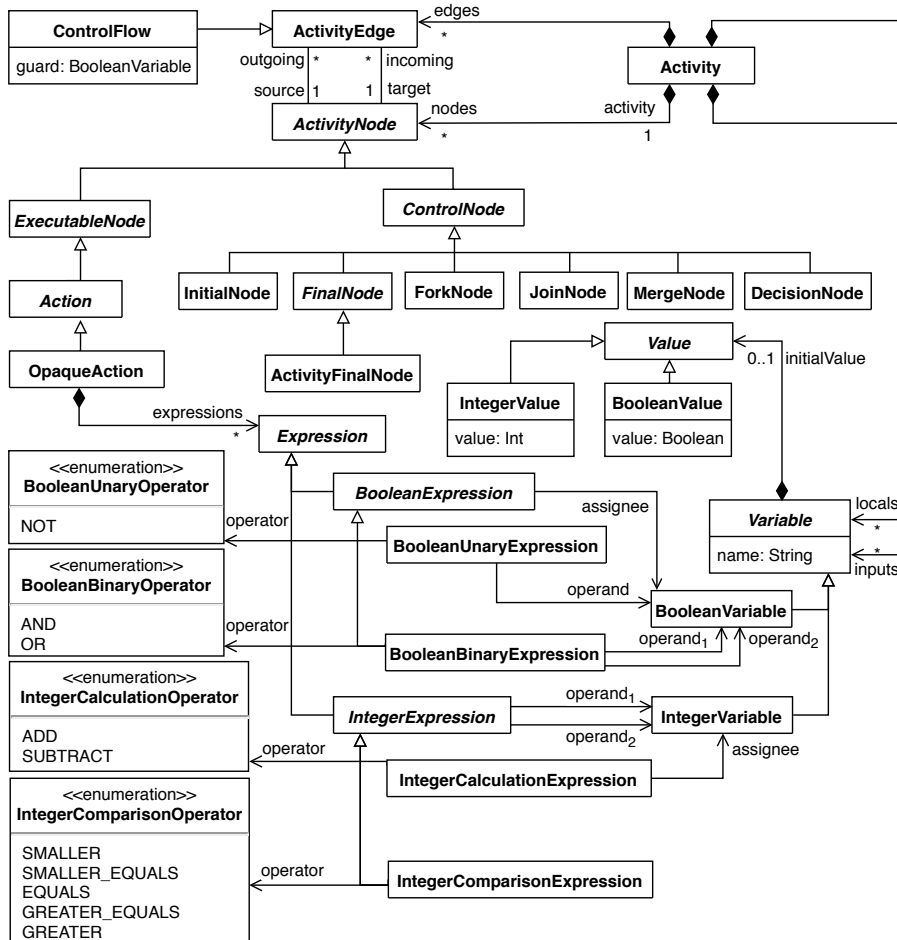 ControlFlow
guard: BooleanVariable
ActivityEdge
edges
*
Activity
outgoing * * incoming
source 1 1 target
ActivityNode
nodes
*
activity
1
ExecutableNode
ControlNode
Action
InitialNode
FinalNode
ForkNode
JoinNode
MergeNode
DecisionNode
OpaqueAction
ActivityFinalNode
Value
0..1 initialValue
IntegerValue
value: Int
BooleanValue
value: Boolean
expressions
*
Expression
<<enumeration>>
BooleanUnaryOperator
NOT
operator
BooleanExpression
assignee
BooleanUnaryExpression
operand
Variable
name: String
locals
*
*
inputs
<<enumeration>>
BooleanBinaryOperator
AND
OR
operator
BooleanBinaryExpression
BooleanVariable
operand1
operand2
<<enumeration>>
IntegerCalculationOperator
ADD
SUBTRACT
operator
IntegerExpression
operand1
operand2
IntegerVariable
assignee
IntegerCalculationExpression
<<enumeration>>
IntegerComparisonOperator
SMALLER
SMALLER_EQUALS
EQUALS
GREATER_EQUALS
GREATER
operator
IntegerComparisonExpression